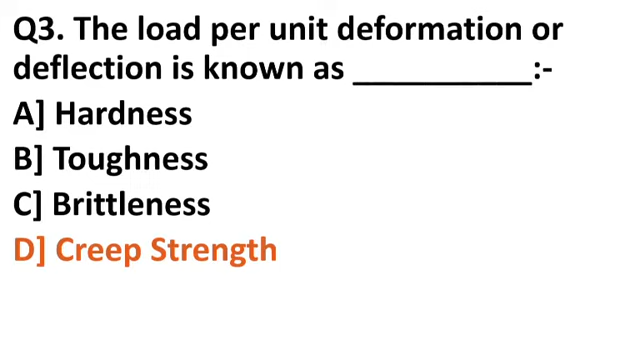 Q3. The load per unit deformation or
deflection is known as __________:-
A] Hardness
B] Toughness
C] Brittleness
D] Creep Strength